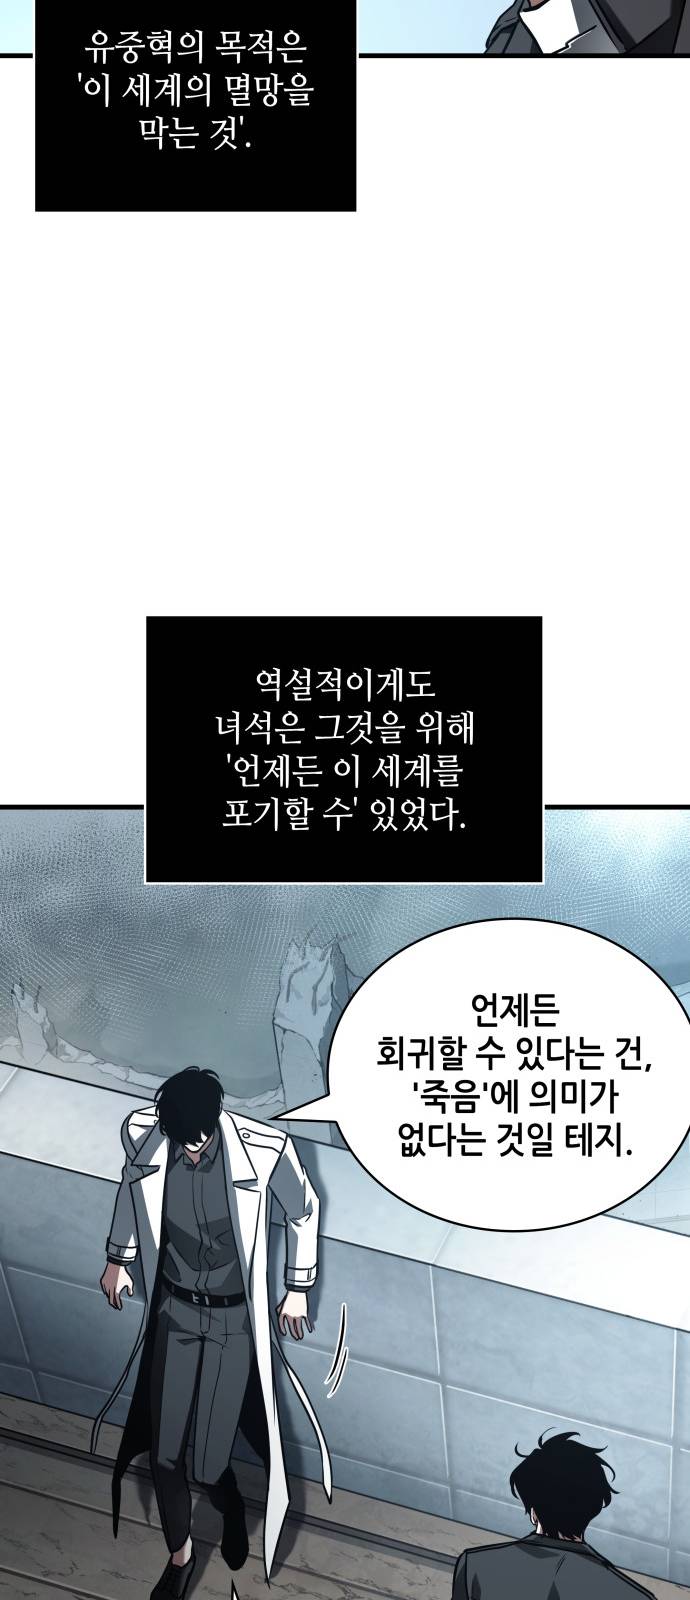 유중혁의 목적은
'이 세계의 멸망을
막는 것'.
역설적이게도
녀석은 그것을 위해
'언제든 이 세계를
포기할 수' 있었다.
언제든
회귀할 수 있다는 건,
'죽음'에 의미가
없다는 것일 테지.